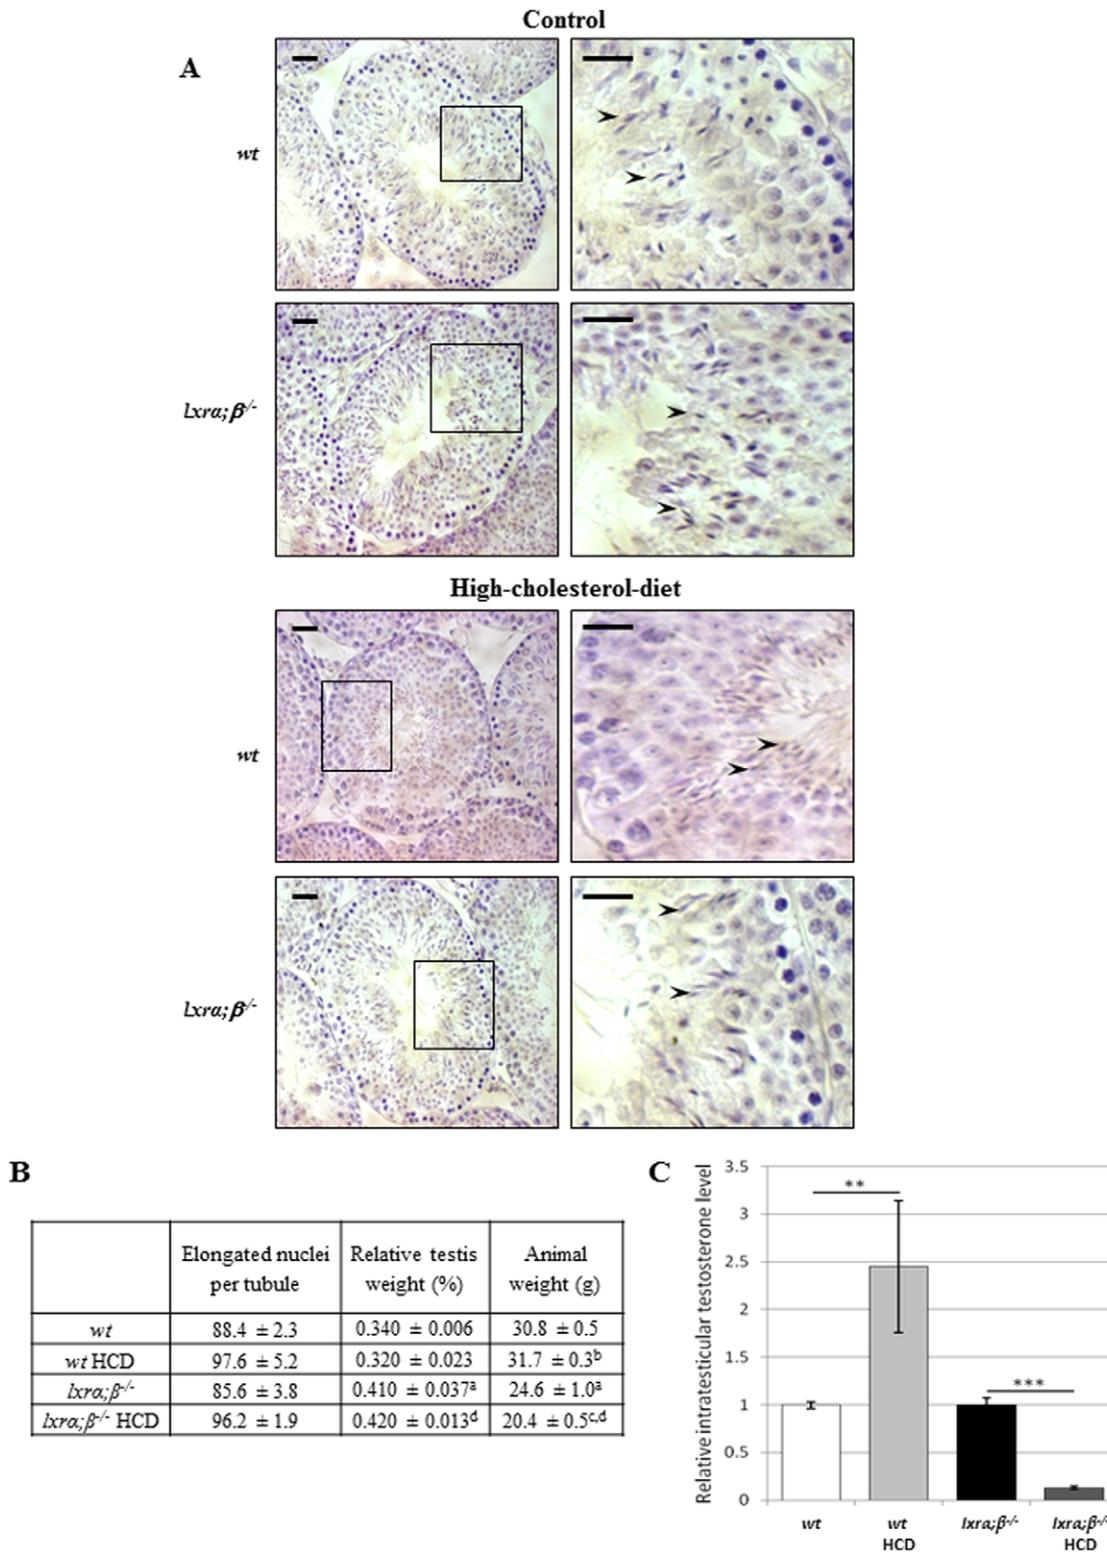 Control
A
wt
lxrα;β-/-
High-cholesterol-diet
wt
lxrα;β-/-
B
Elongated nuclei per tubule
Relative testis weight (%)
Animal weight (g)
wt 88.4 ± 2.3 0.340 ± 0.006 30.8 ± 0.5
wt HCD 97.6 ± 5.2 0.320 ± 0.023 31.7 ± 0.3b
lxrα;β-/- 85.6 ± 3.8 0.410 ± 0.037a 24.6 ± 1.0a
lxrα;β-/- HCD 96.2 ± 1.9 0.420 ± 0.013d 20.4 ± 0.5c,d
C
Relative intratesticular testosterone level
3.5
3
2.5
2
1.5
1
0.5
0
**
***
wt
wt HCD
lxrα;β-/-
lxrα;β-/- HCD